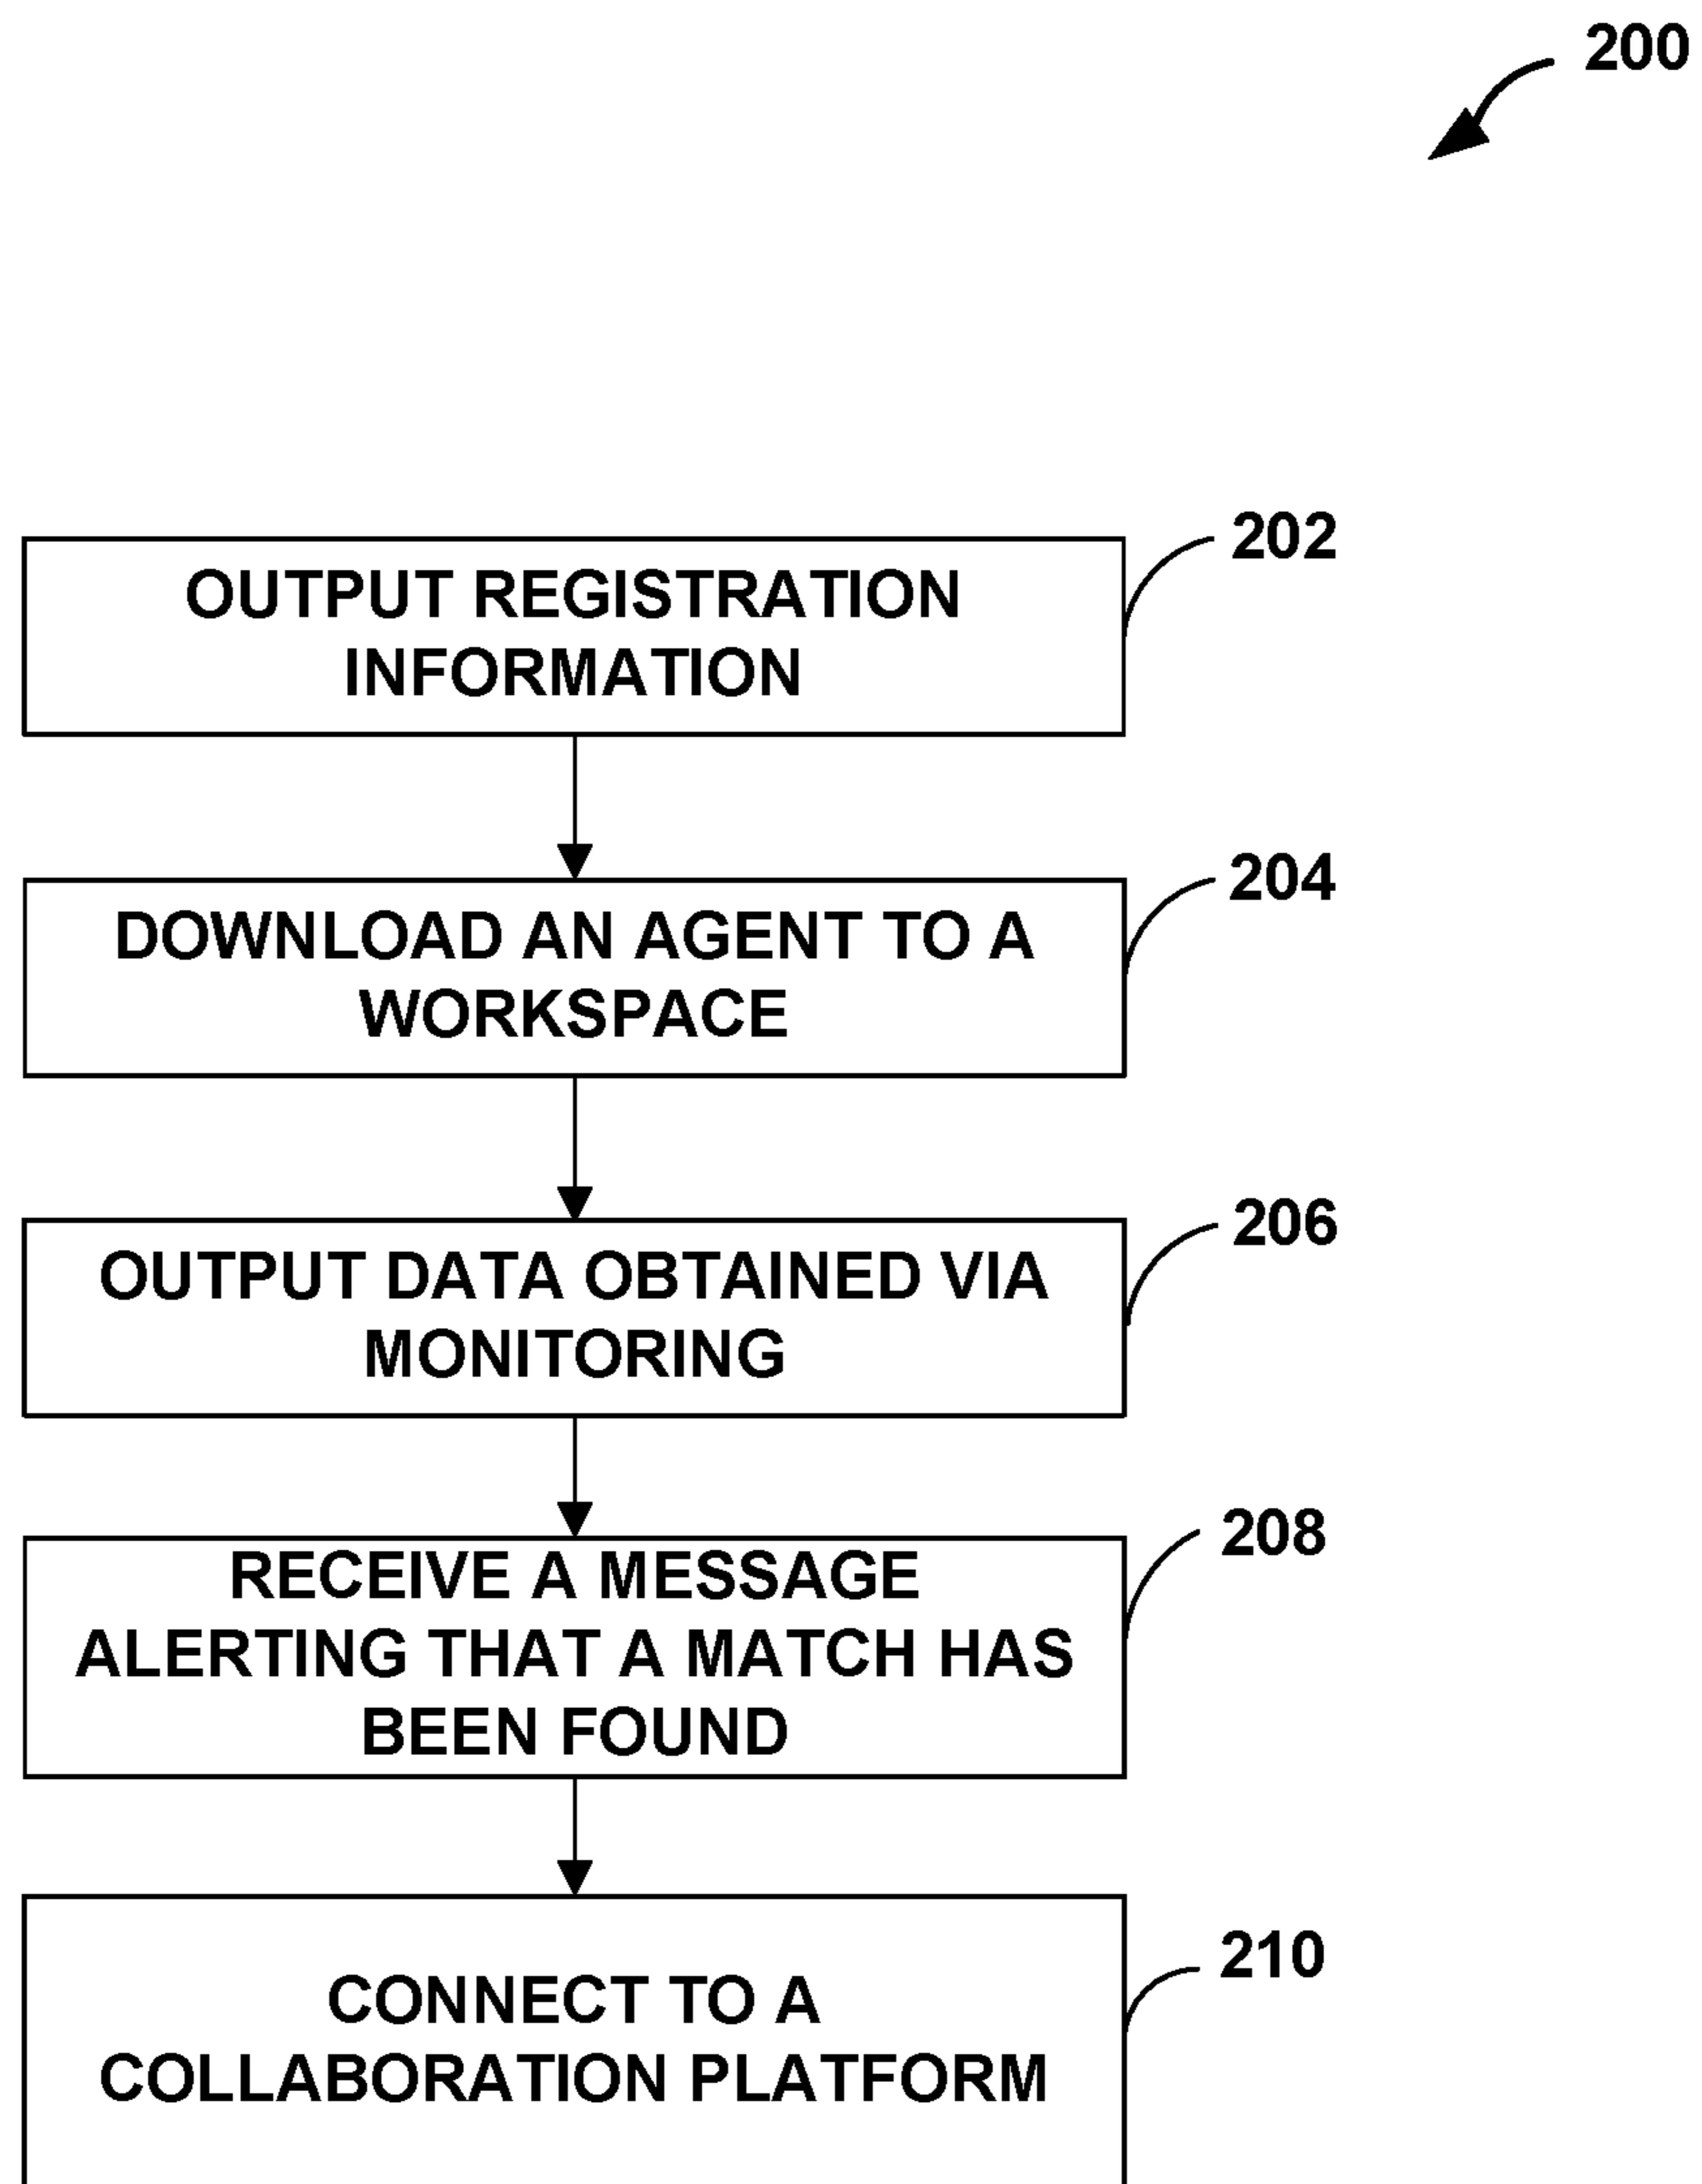 200
202
OUTPUT REGISTRATION
INFORMATION
204
DOWNLOAD AN AGENT TO A
WORKSPACE
206
OUTPUT DATA OBTAINED VIA
MONITORING
208
RECEIVE A MESSAGE
ALERTING THAT A MATCH HAS
BEEN FOUND
210
CONNECT TO A
COLLABORATION PLATFORM